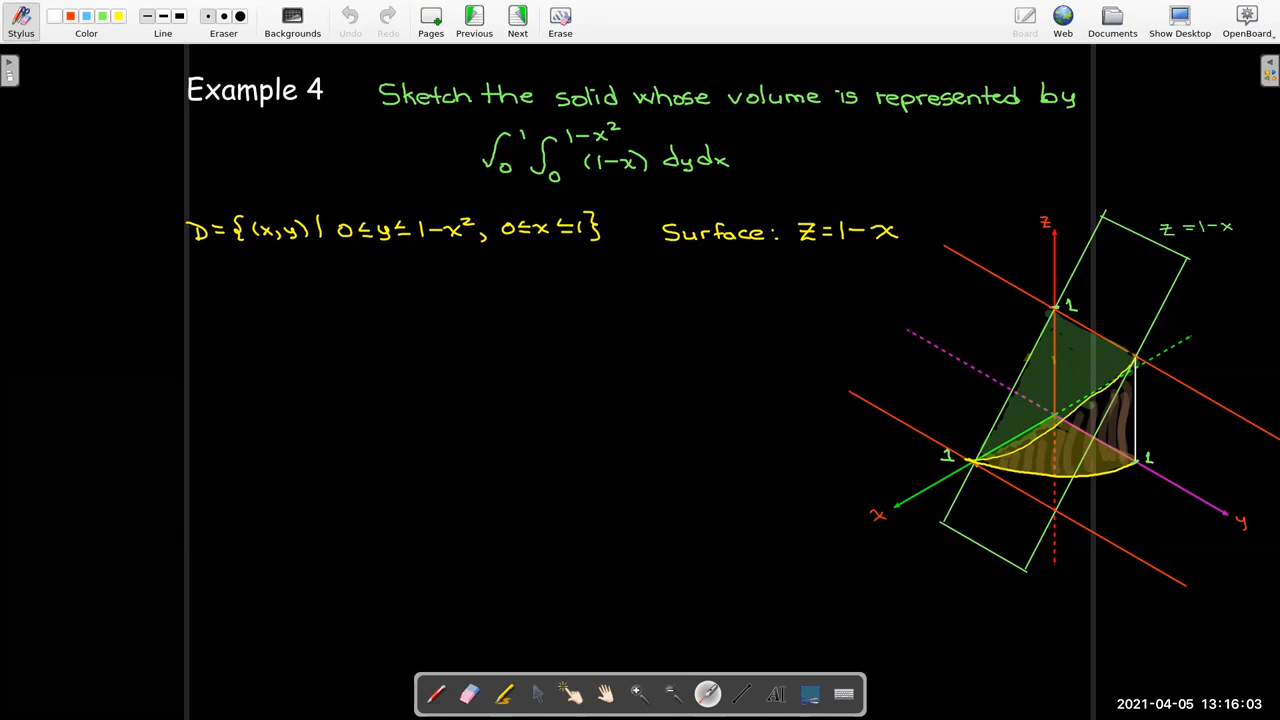 Stylus Color Line Eraser Backgrounds Undo Redo Pages Previous Next Erase Board Web Documents Show Desktop OpenBoard
Example 4 Sketch the solid whose volume is represented by
∫₀¹ ∫₀^(1-x²) (1-x) dy dx
D = {(x,y) | 0 ≤ y ≤ 1-x², 0 ≤ x ≤ 1} Surface: z = 1-x
z
z = 1-x
1
1
1
x
y
2021-04-05 13:16:03